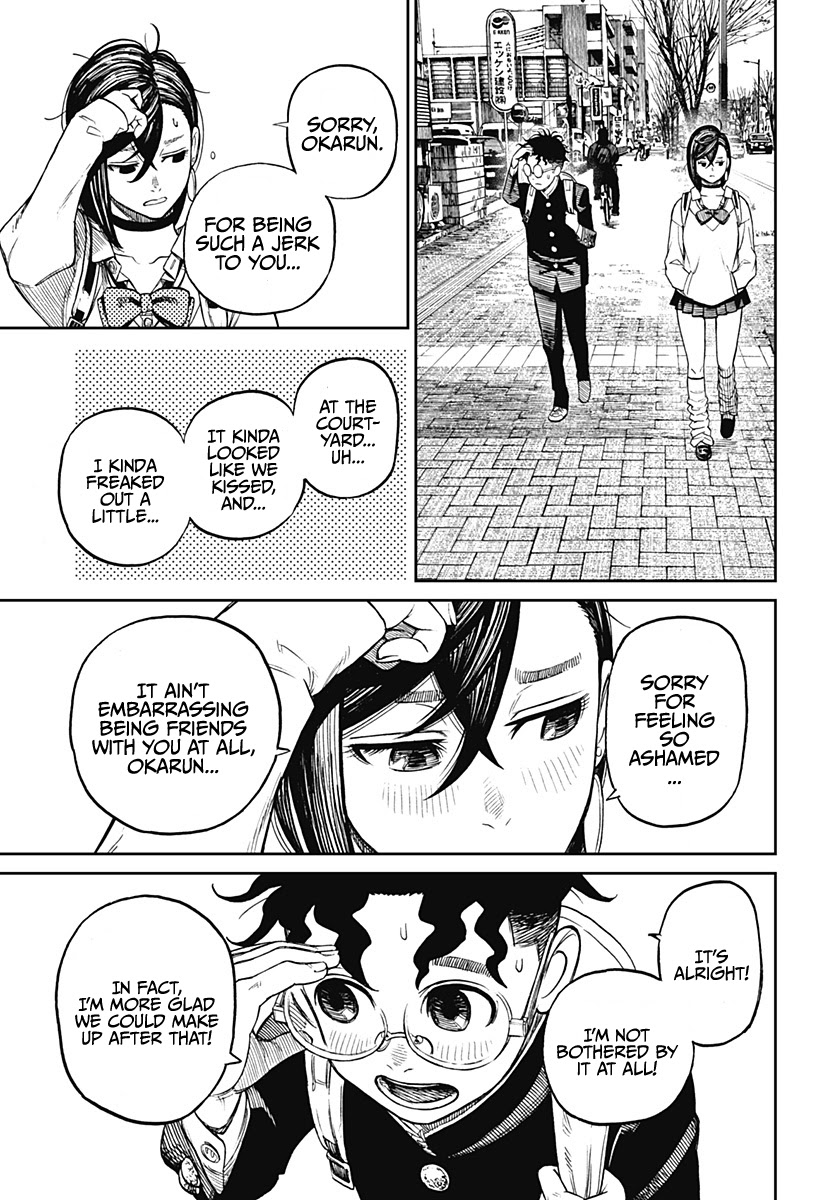 エッケン建設㈱
SORRY,
OKARUN.
FOR BEING
SUCH A JERK
TO YOU...
AT THE
COURT-
YARD...
UH...
IT KINDA
LOOKED
LIKE WE
KISSED,
AND...
I KINDA
FREAKED
OUT A
LITTLE...
SORRY
FOR
FEELING
SO
ASHAMED
...
IT AIN'T
EMBARRASSING
BEING FRIENDS
WITH YOU AT ALL,
OKARUN...
IT'S
ALRIGHT!
I'M NOT
BOTHERED BY
IT AT ALL!
IN FACT,
I'M MORE GLAD
WE COULD MAKE
UP AFTER THAT!